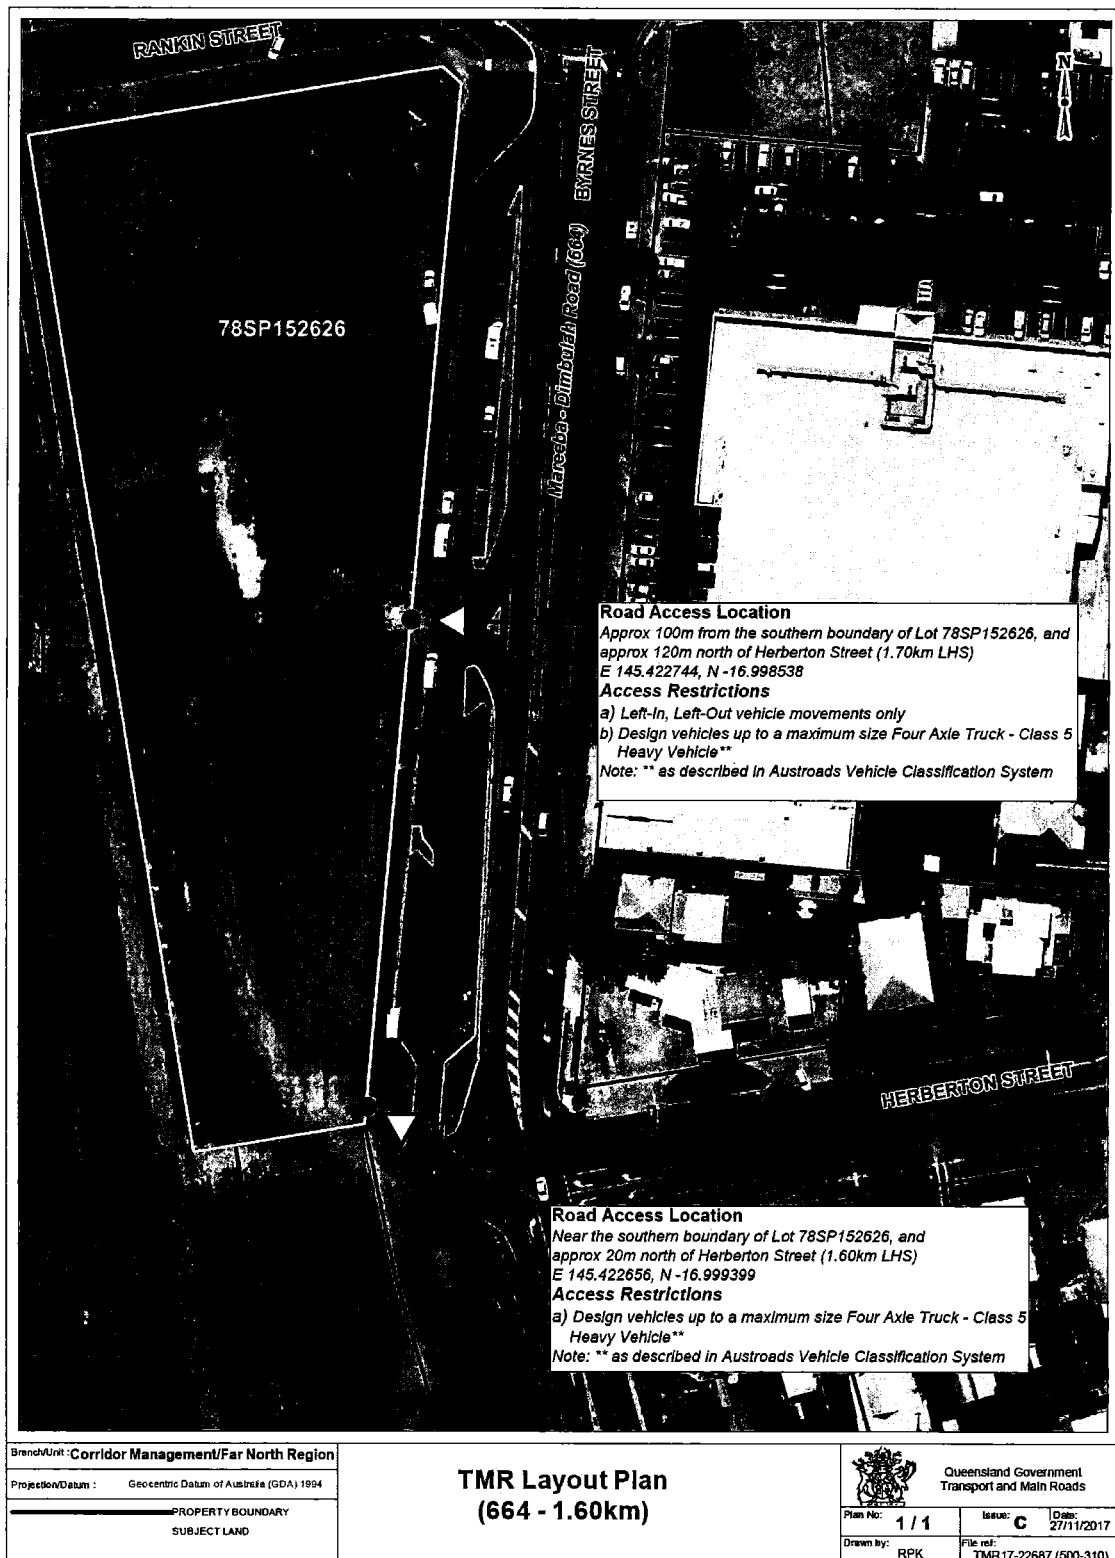 RANKIN STREET
BYRNES STREET
N
Mareeba - Dimbulah Road (664)
78SP152626
Road Access Location
Approx 100m from the southern boundary of Lot 78SP152626, and
approx 120m north of Herberton Street (1.70km LHS)
E 145.422744, N -16.998538
Access Restrictions
a) Left-In, Left-Out vehicle movements only
b) Design vehicles up to a maximum size Four Axle Truck - Class 5
Heavy Vehicle**
Note: ** as described in Austroads Vehicle Classification System
HERBERTON STREET
Road Access Location
Near the southern boundary of Lot 78SP152626, and
approx 20m north of Herberton Street (1.60km LHS)
E 145.422656, N -16.999399
Access Restrictions
a) Design vehicles up to a maximum size Four Axle Truck - Class 5
Heavy Vehicle**
Note: ** as described in Austroads Vehicle Classification System
Branch/Unit : Corridor Management/Far North Region
Projection/Datum : Geocentric Datum of Australia (GDA) 1994
PROPERTY BOUNDARY
SUBJECT LAND
TMR Layout Plan
(664 - 1.60km)
Queensland Government
Transport and Main Roads
Plan No: 1 / 1
Issue: C
Date: 27/11/2017
Drawn by: RPK
File ref: TMR17-22687 (500-310)